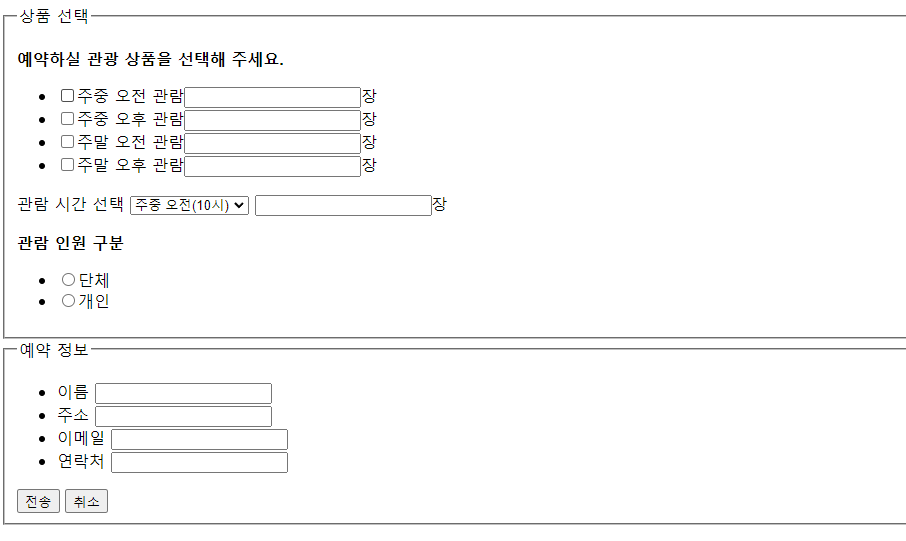 상품 선택
예약하실 관광 상품을 선택해 주세요.
주중 오전 관람 장
주중 오후 관람 장
주말 오전 관람 장
주말 오후 관람 장
관람 시간 선택 주중 오전(10시) 장
관람 인원 구분
단체
개인
예약 정보
이름
주소
이메일
연락처
전송 취소